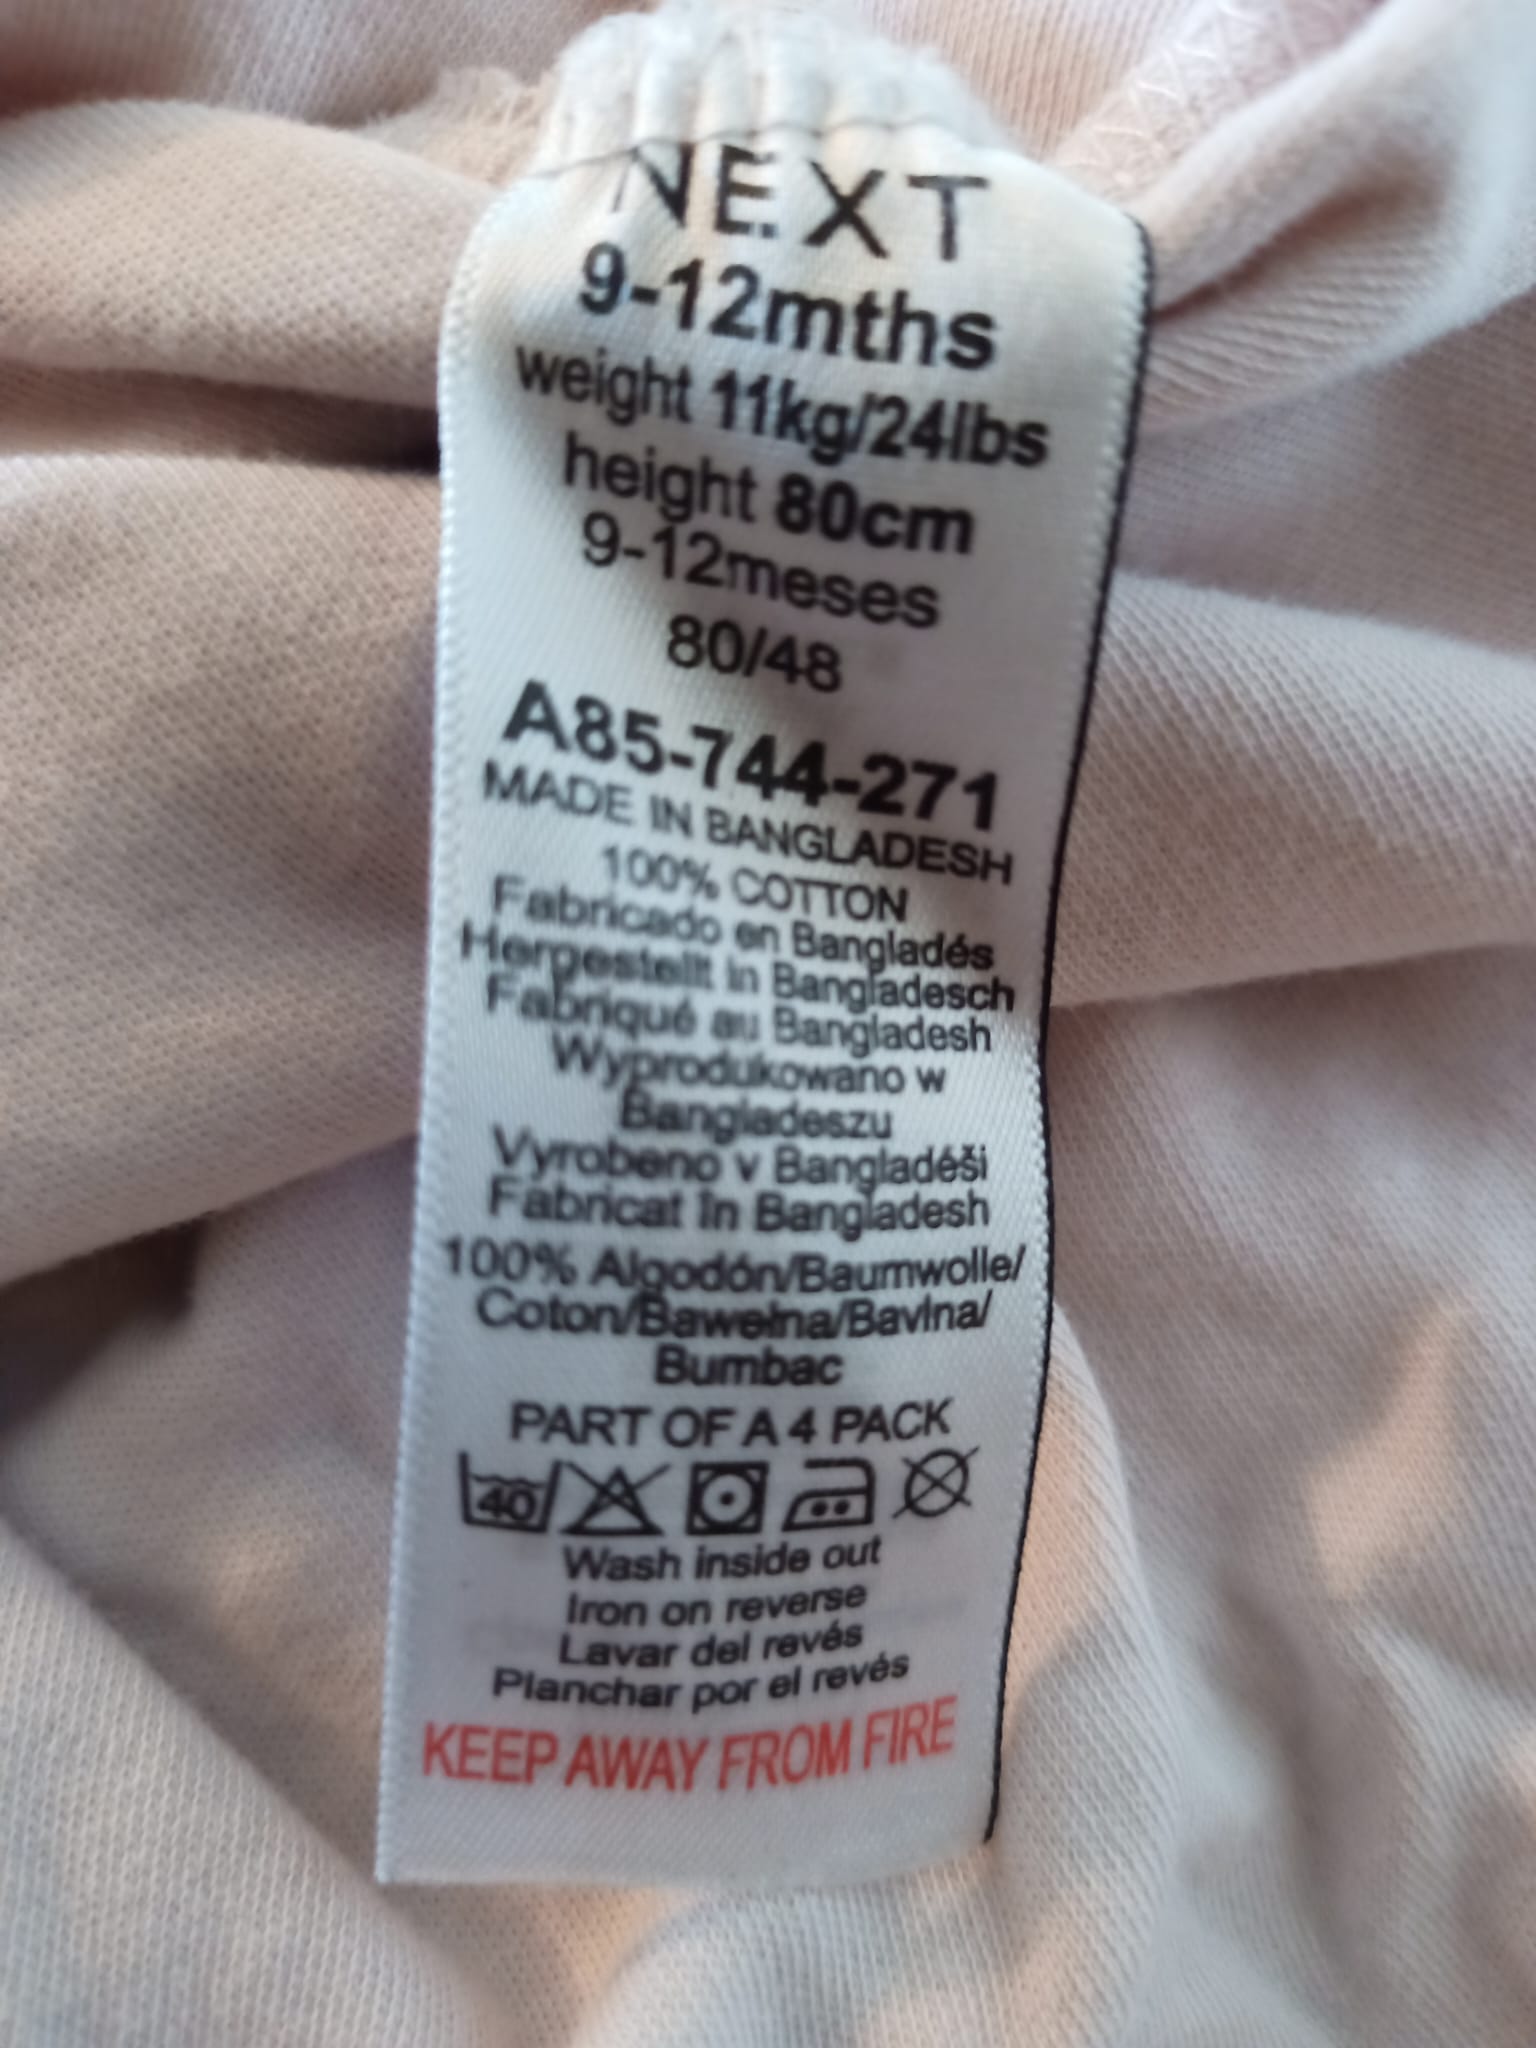 NEXT
9-12mths
weight 11kg/24lbs
height 80cm
9-12meses
80/48
A85-744-271
MADE IN BANGLADESH
100% COTTON
Fabricado en Bangladés
Hergestellt in Bangladesch
Fabriqué au Bangladesh
Wyprodukowano w
Bangladeszu
Vyrobeno v Bangladéši
Fabricat în Bangladesh
100% Algodón/Baumwolle/
Coton/Bawełna/Bavlna/
Bumbac
PART OF A 4 PACK
40
Wash inside out
Iron on reverse
Lavar del revés
Planchar por el revés
KEEP AWAY FROM FIRE